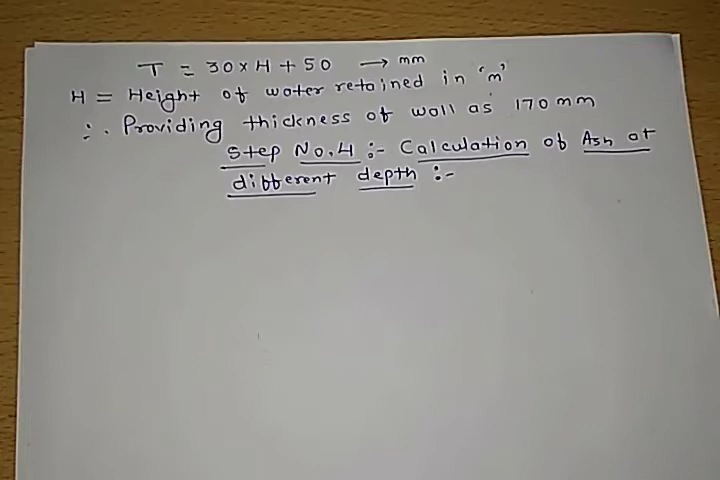 T = 30×H+50 → mm
H = Height of water retained in 'm'
∴ Providing thickness of wall as 170 mm
Step No.4 :- Calculation of Ash at
different depth :-